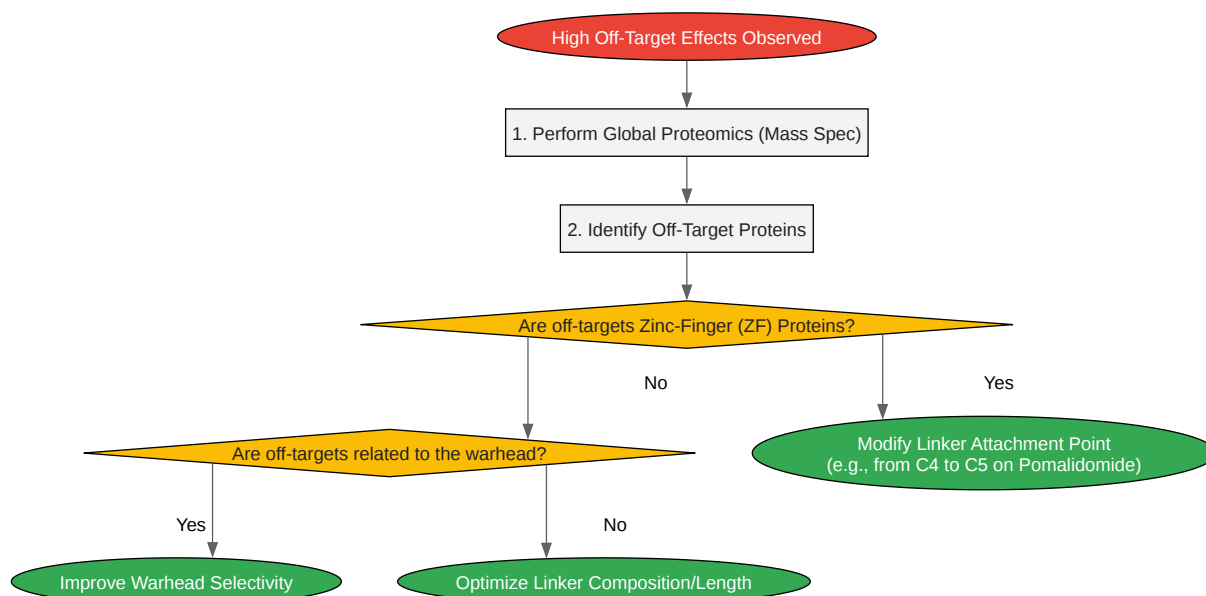 High Off-Target Effects Observed
1. Perform Global Proteomics (Mass Spec)
2. Identify Off-Target Proteins
Are off-targets Zinc-Finger (ZF) Proteins?
No
Yes
Are off-targets related to the warhead?
Modify Linker Attachment Point
(e.g., from C4 to C5 on Pomalidomide)
Yes
No
Improve Warhead Selectivity
Optimize Linker Composition/Length